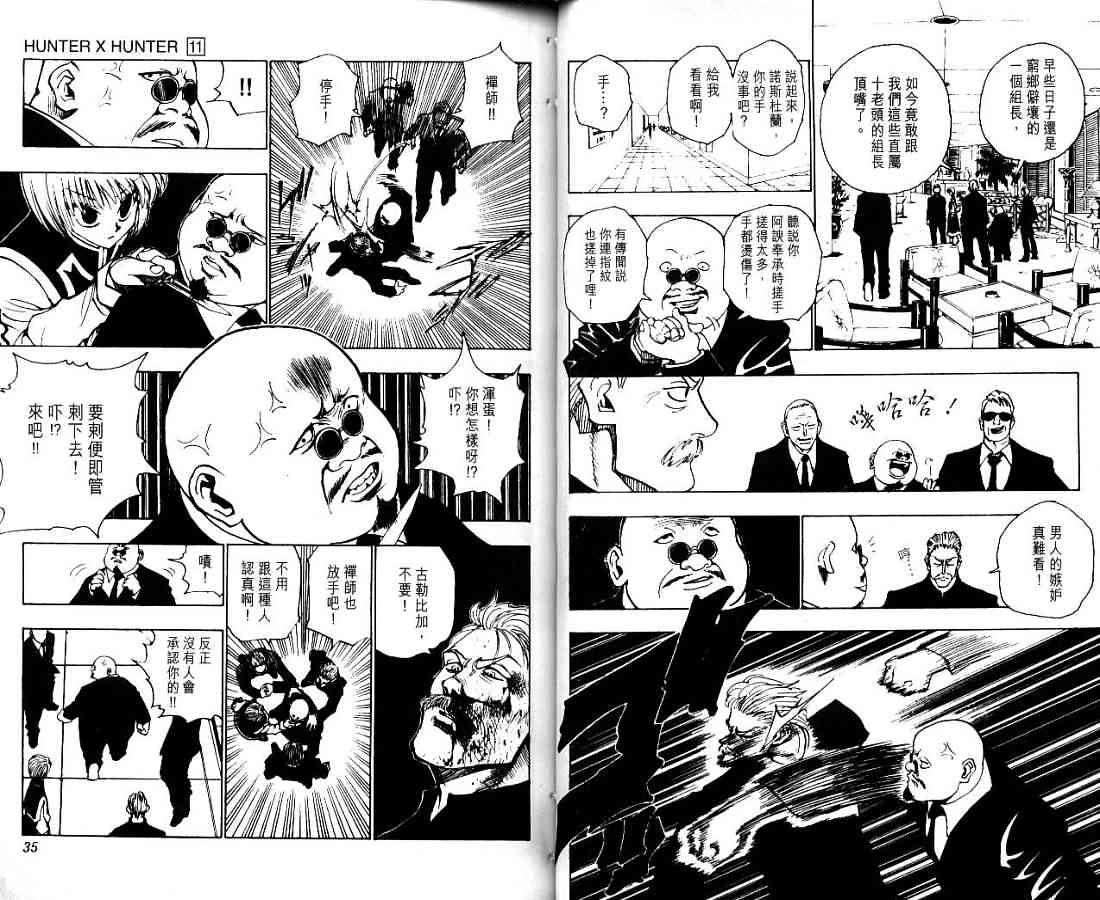 早些日子還是
窮鄉僻壤的
一個組長，
如今竟敢跟
我們這些直屬
十老頭的組長
頂嘴了。
說起來，
諾斯杜蘭，
你的手
沒事吧？
給我
看看啊！
手…？
聽說你
阿諛奉承時搓手
搓得太多，
手都燙傷了！
有傳聞說
你連指紋
也搓掉了哩！
嘩哈哈！
男人的嫉妒
真難看！
HUNTER X HUNTER 11
禪師!!
停手！
!!
渾蛋！
你想怎樣呀!?
吓!?
要刺便即管
刺下去！
吓!?
來吧!!
古勒比加，
不要！
禪師也
放手吧！
不用
跟這種人
認真啊！
嘖！
反正
沒有人會
承認你的!!
35